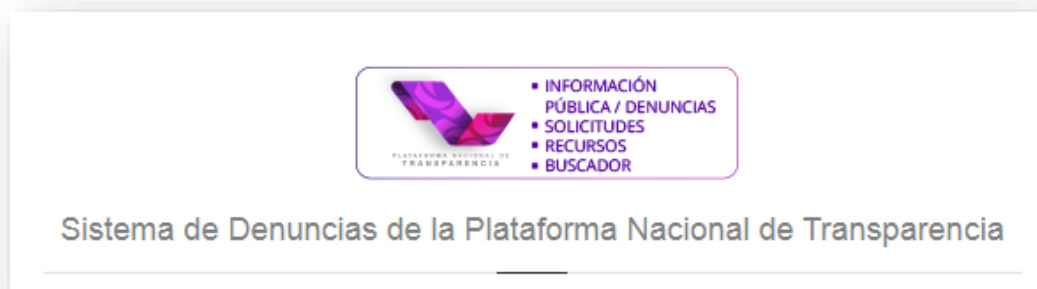 ▪ INFORMACIÓN
PÚBLICA / DENUNCIAS
▪ SOLICITUDES
▪ RECURSOS
▪ BUSCADOR
PLATAFORMA NACIONAL DE
TRANSPARENCIA
Sistema de Denuncias de la Plataforma Nacional de Transparencia